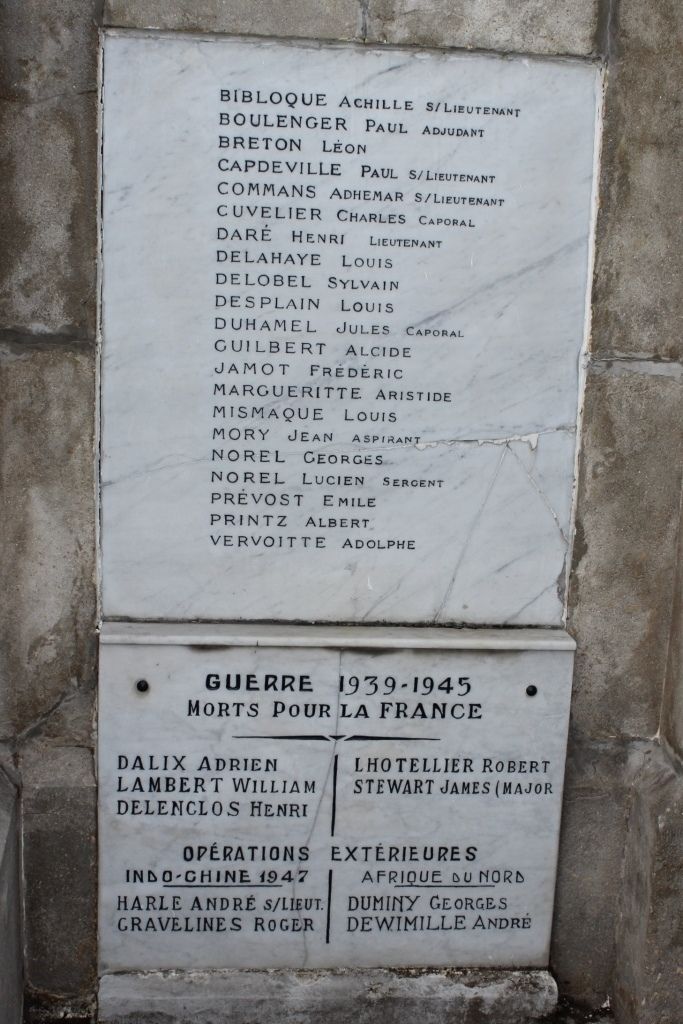 BIBLOQUE ACHILLE S/LIEUTENANT
BOULENGER PAUL ADJUDANT
BRETON LÉON
CAPDEVILLE PAUL S/LIEUTENANT
COMMANS ADHEMAR S/LIEUTENANT
CUVELIER CHARLES CAPORAL
DARÉ HENRI LIEUTENANT
DELAHAYE LOUIS
DELOBEL SYLVAIN
DESPLAIN LOUIS
DUHAMEL JULES CAPORAL
GUILBERT ALCIDE
JAMOT FRÉDÉRIC
MARGUERITTE ARISTIDE
MISMAQUE LOUIS
MORY JEAN ASPIRANT
NOREL GEORGES
NOREL LUCIEN SERGENT
PRÉVOST EMILE
PRINTZ ALBERT
VERVOITTE ADOLPHE
GUERRE 1939-1945
MORTS POUR LA FRANCE
DALIX ADRIEN
LAMBERT WILLIAM
DELENCLOS HENRI
LHOTELLIER ROBERT
STEWART JAMES (MAJOR
OPÉRATIONS EXTÉRIEURES
INDO-CHINE 1947
HARLE ANDRÉ S/LIEUT.
GRAVELINES ROGER
AFRIQUE DU NORD
DUMINY GEORGES
DEWIMILLE ANDRÉ